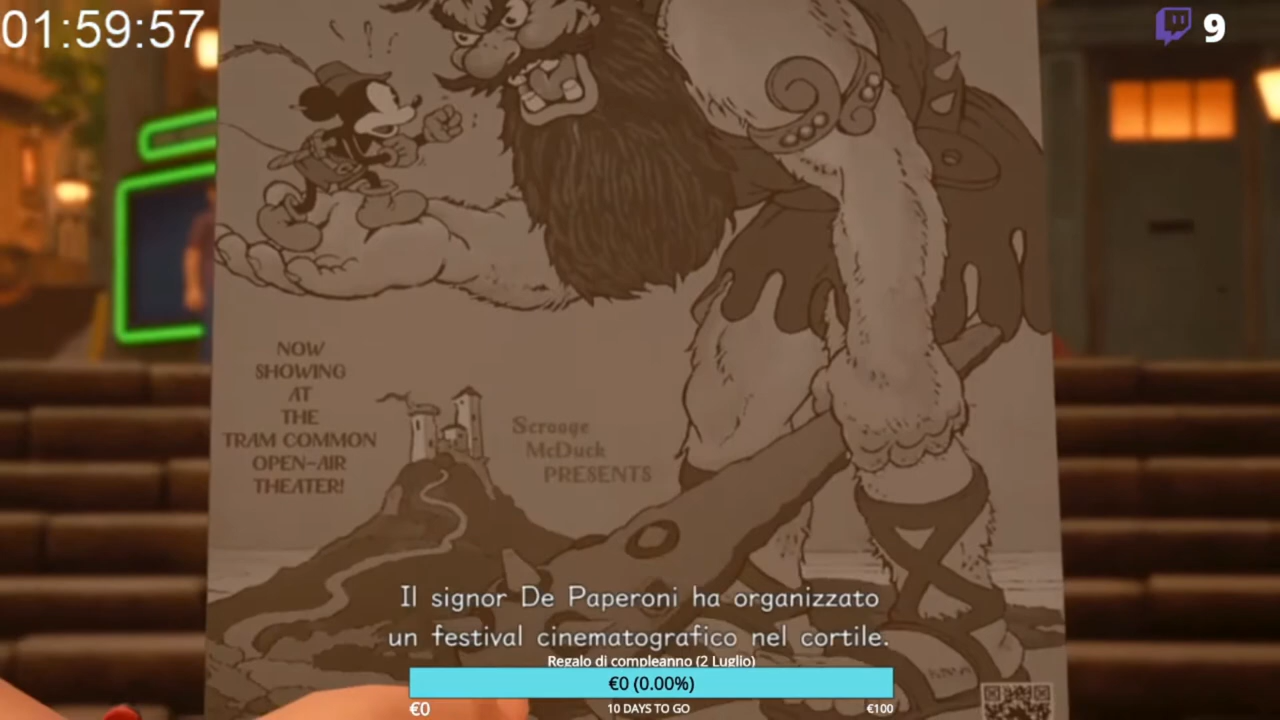 01:59:57
9
NOW
SHOWING
AT
THE
TRAM COMMON
OPEN-AIR
THEATER!
Scrooge
McDuck
PRESENTS
Il signor De Paperoni ha organizzato
un festival cinematografico nel cortile.
Regalo di compleanno (2 Luglio)
€0 (0.00%)
€0
10 DAYS TO GO
€100